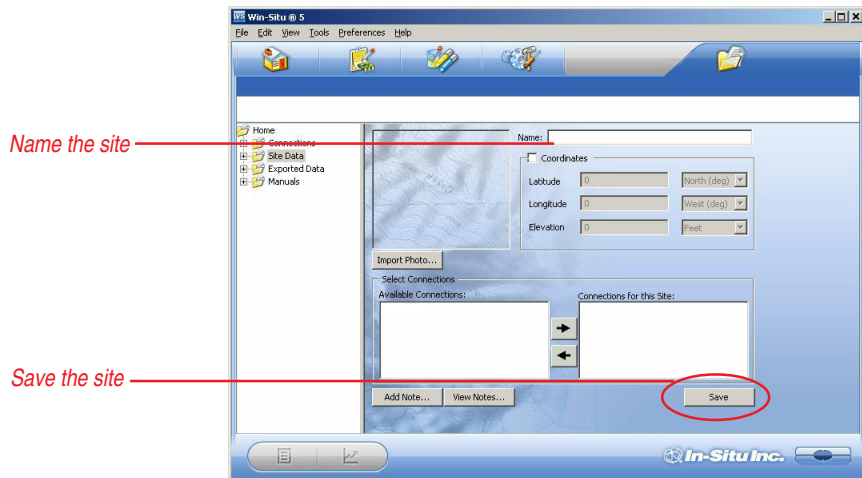 Win-Situ ® 5
File Edit View Tools Preferences Help
Home
Connections
Site Data
Exported Data
Manuals
Name the site
Name:
Coordinates
Latitude 0 North (deg)
Longitude 0 West (deg)
Elevation 0 Feet
Import Photo...
Select Connections
Available Connections:
Connections for this Site:
Save the site
Add Note... View Notes... Save
In-Situ Inc.